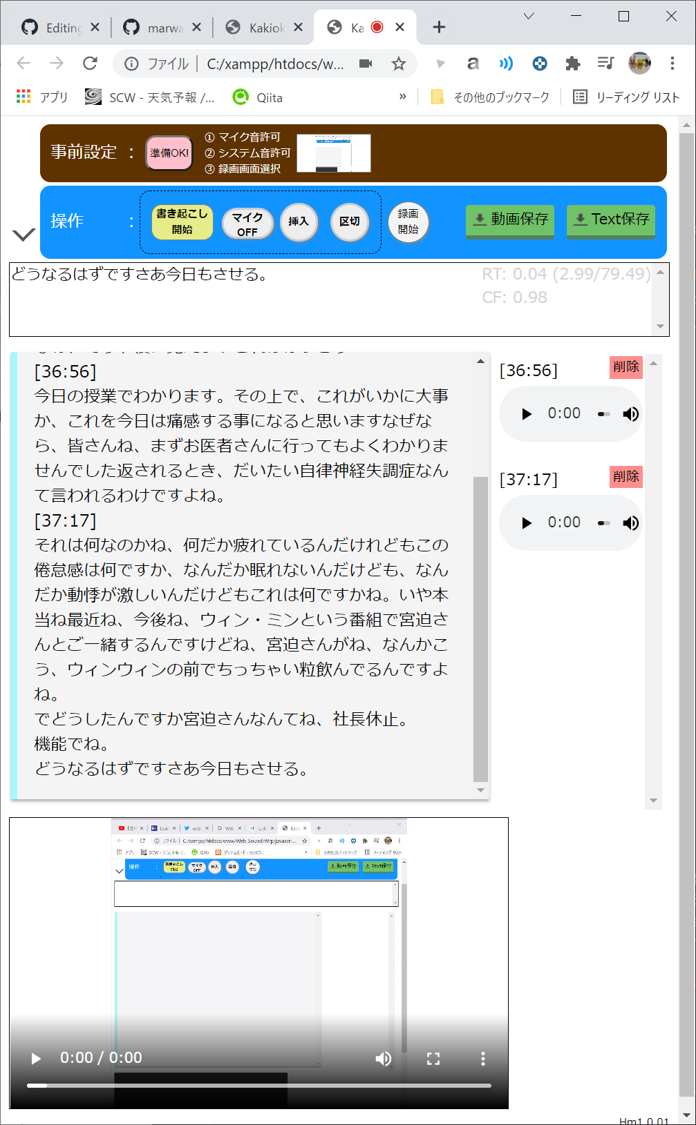 Editing
marwa
Kakiok
Ka
ファイル
C:/xampp/htdocs/w...
アプリ
SCW - 天気予報 /...
Qiita
»
その他のブックマーク
リーディング リスト
事前設定 :
準備OK!
① マイク音許可
② システム音許可
③ 録画画面選択
操作 :
書き起こし
開始
マイク
OFF
挿入
区切
録画
開始
動画保存
Text保存
どうなるはずですさあ今日もさせる。
RT: 0.04 (2.99/79.49)
CF: 0.98
[36:56]
今日の授業でわかります。その上で、これがいかに大事
か、これを今日は痛感する事になると思いますなぜな
ら、皆さんね、まずお医者さんに行ってもよくわかりま
せんでした返されるとき、だいたい自律神経失調症なん
て言われるわけですよね。
[37:17]
それは何なのかね、何だか疲れているんだけれどもこの
倦怠感は何ですか、なんだか眠れないんだけども、なん
だか動悸が激しいんだけどもこれは何ですかね。いや本
当ね最近ね、今後ね、ウィン・ミンという番組で宮迫さ
んとご一緒するんですけどね、宮迫さんがね、なんかこ
う、ウィンウィンの前でちっちゃい粒飲んでるんですよ
ね。
でどうしたんですか宮迫さんなんてね、社長休止。
機能でね。
どうなるはずですさあ今日もさせる。
[36:56]
削除
0:00
[37:17]
削除
0:00
操作 :
マイク
OFF
挿入
動画保存
Text保存
0:00 / 0:00
Hm1.0.01